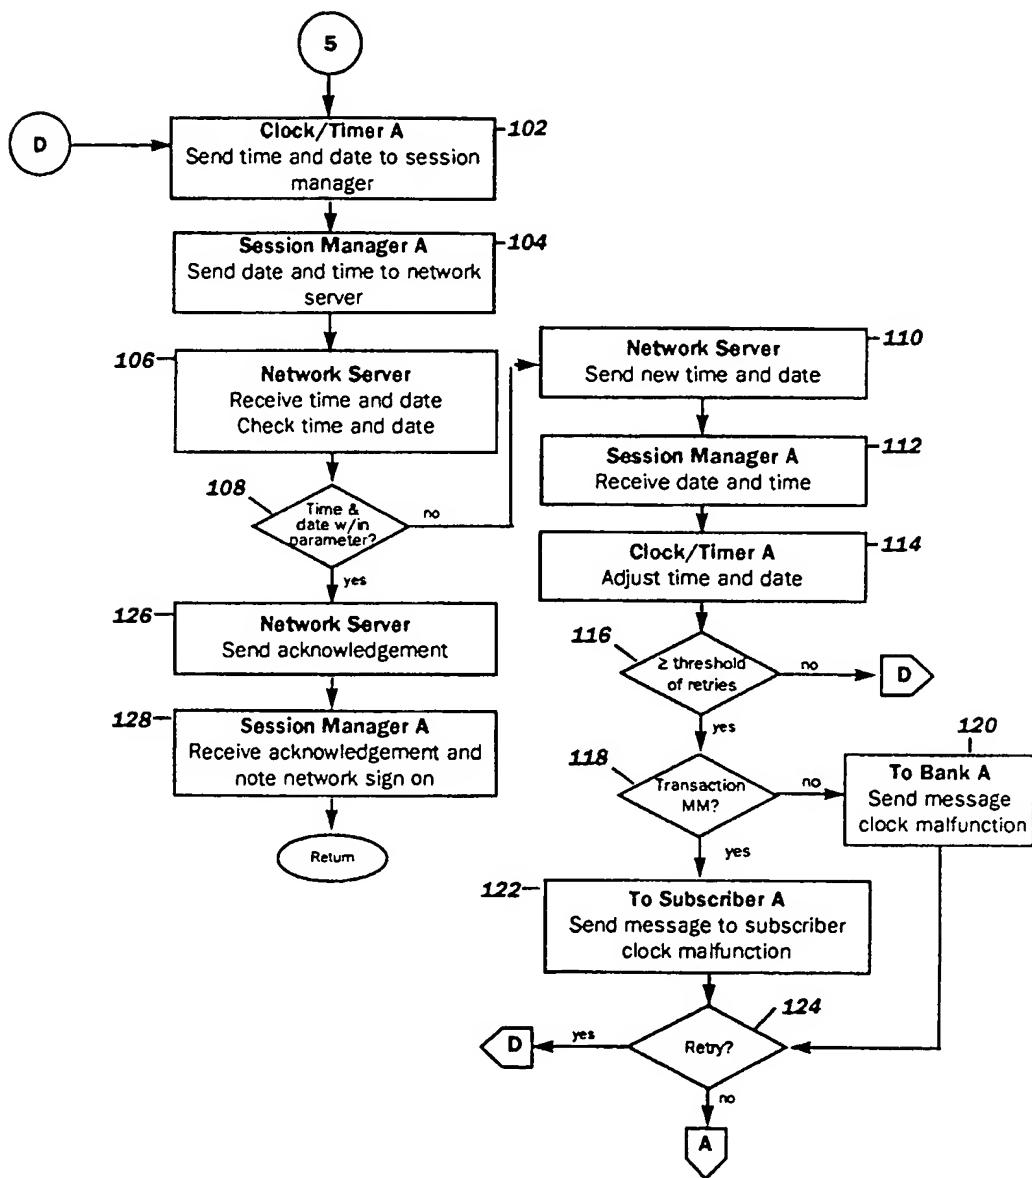 5
D
Clock/Timer A
102
Send time and date to session
manager
Session Manager A
104
Send date and time to network
server
106
Network Server
Receive time and date
Check time and date
108
Time &
date w/in
parameter?
no
yes
126
Network Server
Send acknowledgement
128
Session Manager A
Receive acknowledgement and
note network sign on
Return
Network Server
110
Send new time and date
Session Manager A
112
Receive date and time
Clock/Timer A
114
Adjust time and date
116
≥ threshold
of retries
no
D
yes
118
Transaction
MM?
no
120
To Bank A
Send message
clock malfunction
yes
122
To Subscriber A
Send message to subscriber
clock malfunction
124
Retry?
yes
D
no
A